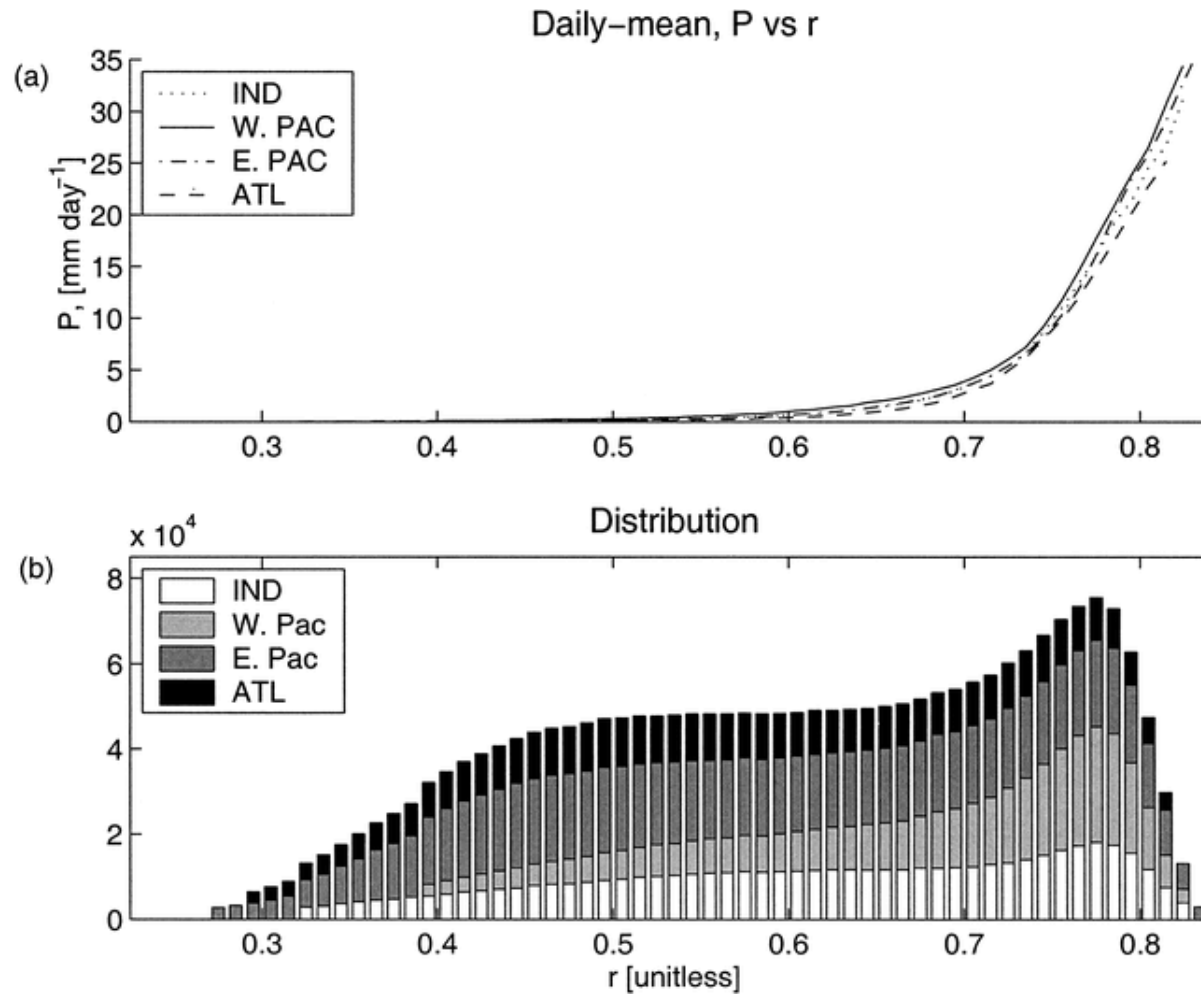 Daily-mean, P vs r
(a)
35
30
25
20
15
10
5
0
P, [mm day⁻¹]
IND
W. PAC
E. PAC
ATL
0.3 0.4 0.5 0.6 0.7 0.8
Distribution
x 10⁴
(b)
8
6
4
2
0
IND
W. Pac
E. Pac
ATL
0.3 0.4 0.5 0.6 0.7 0.8
r [unitless]